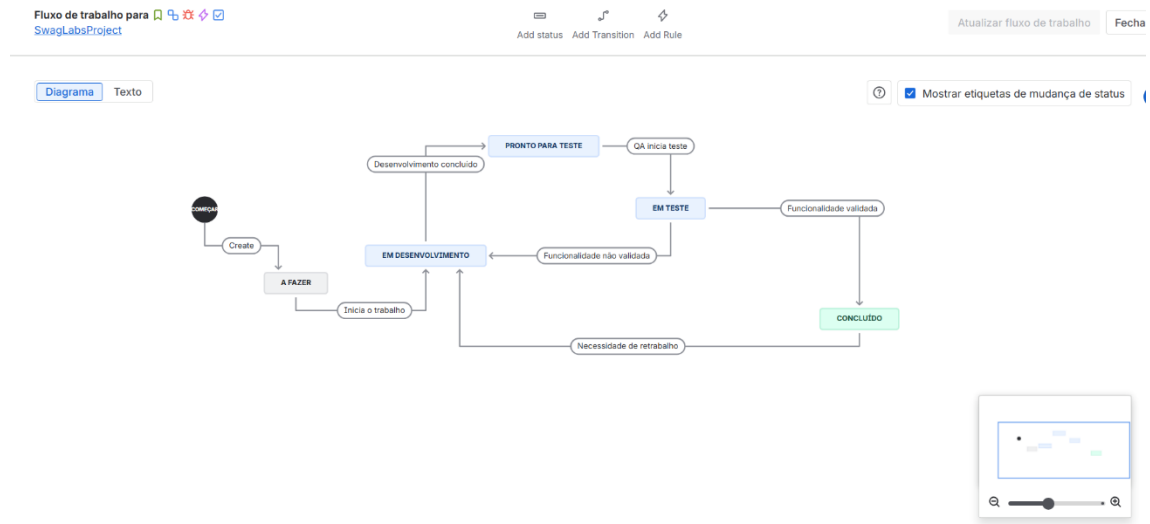 Fluxo de trabalho para
SwagLabsProject
Add status Add Transition Add Rule
Atualizar fluxo de trabalho Fecha
Diagrama Texto
Mostrar etiquetas de mudança de status
PRONTO PARA TESTE
QA inicia teste
Desenvolvimento concluído
COMEÇAR
EM TESTE
Funcionalidade validada
Create
EM DESENVOLVIMENTO
Funcionalidade não validada
A FAZER
Inicia o trabalho
CONCLUÍDO
Necessidade de retrabalho